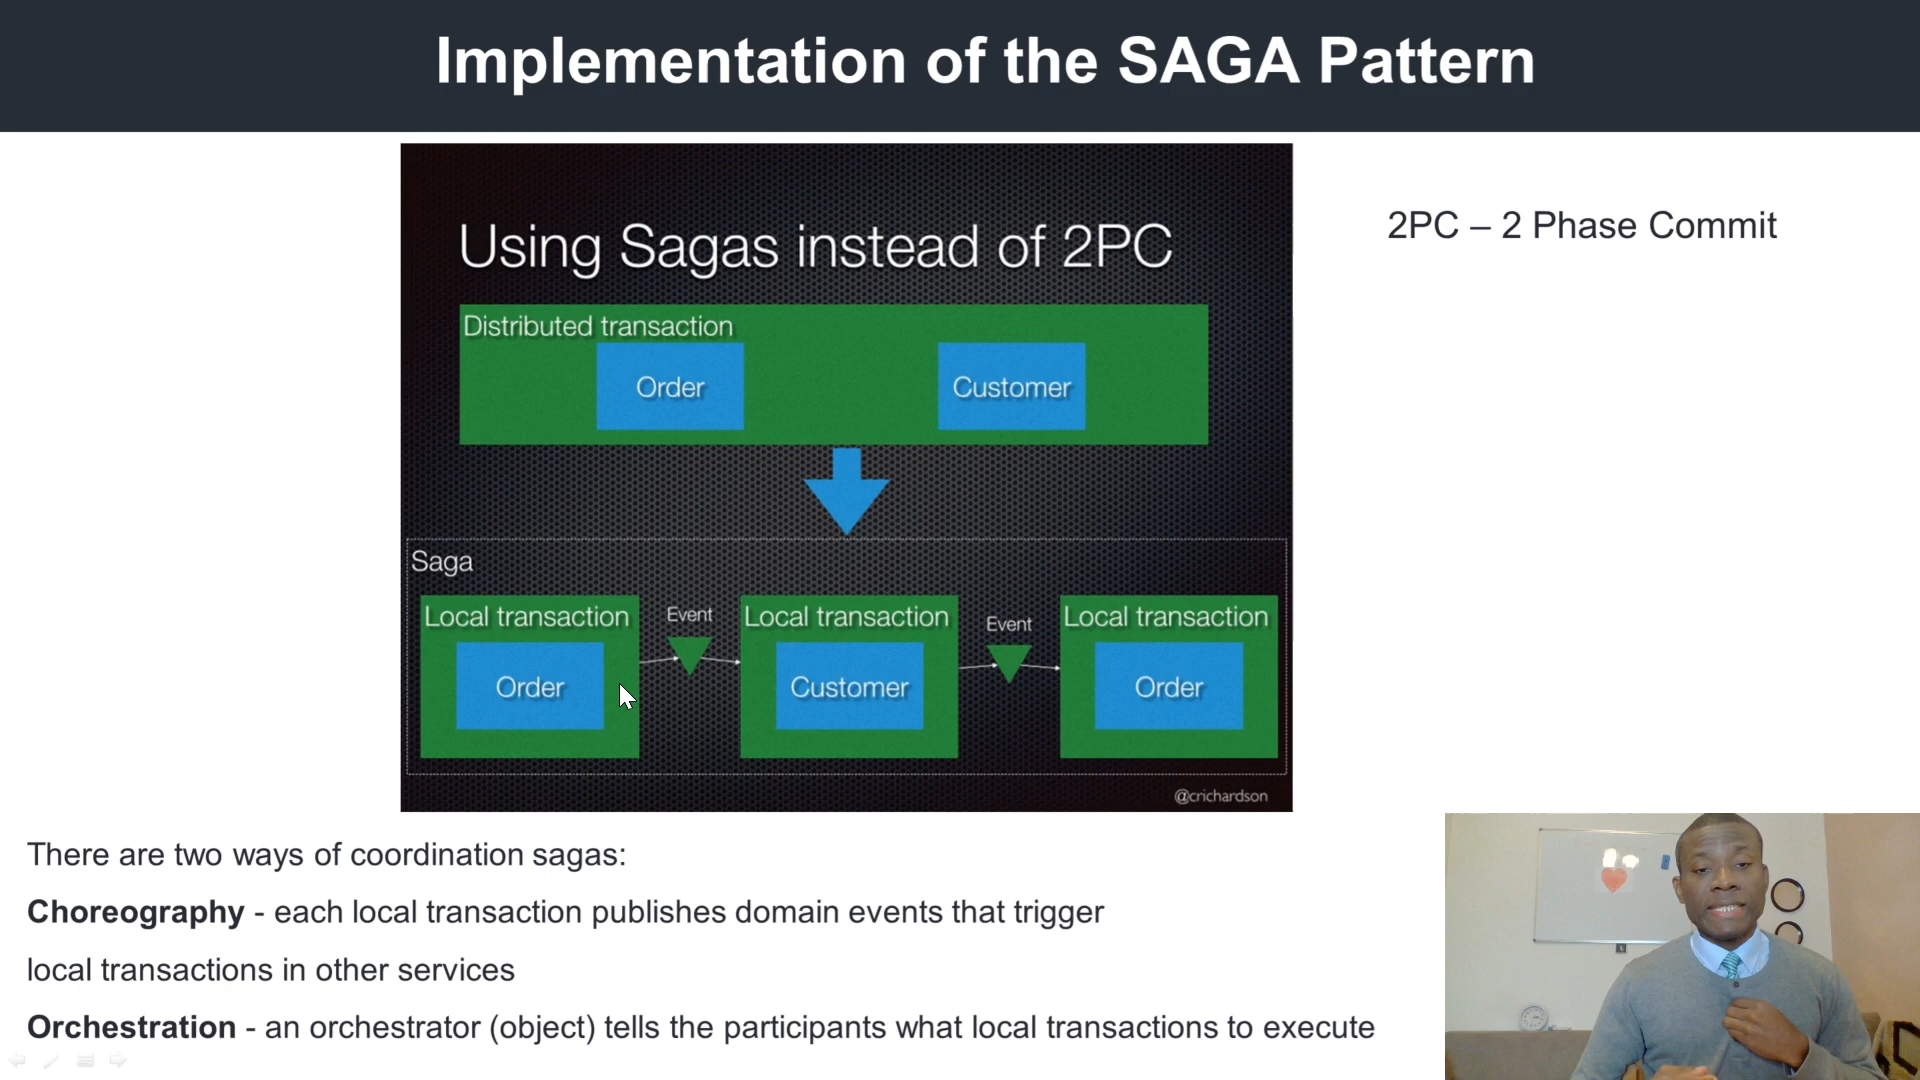 Implementation of the SAGA Pattern
2PC – 2 Phase Commit
Using Sagas instead of 2PC
Distributed transaction
Order
Customer
Saga
Local transaction
Order
Event
Local transaction
Customer
Event
Local transaction
Order
@crichardson
There are two ways of coordination sagas:
Choreography - each local transaction publishes domain events that trigger
local transactions in other services
Orchestration - an orchestrator (object) tells the participants what local transactions to execute